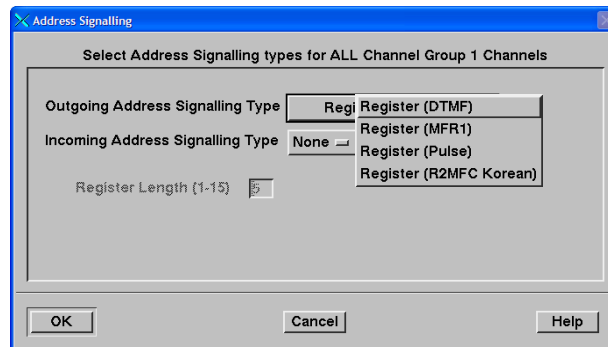 Address Signalling
Select Address Signalling types for ALL Channel Group 1 Channels
Outgoing Address Signalling Type Regi Register (DTMF)
Register (MFR1)
Incoming Address Signalling Type None
Register (Pulse)
Register (R2MFC Korean)
Register Length (1-15) 5
OK Cancel Help